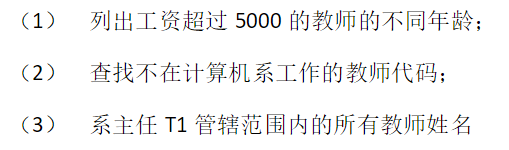 （1） 列出工资超过 5000 的教师的不同年龄；
（2） 查找不在计算机系工作的教师代码；
（3） 系主任 T1 管辖范围内的所有教师姓名